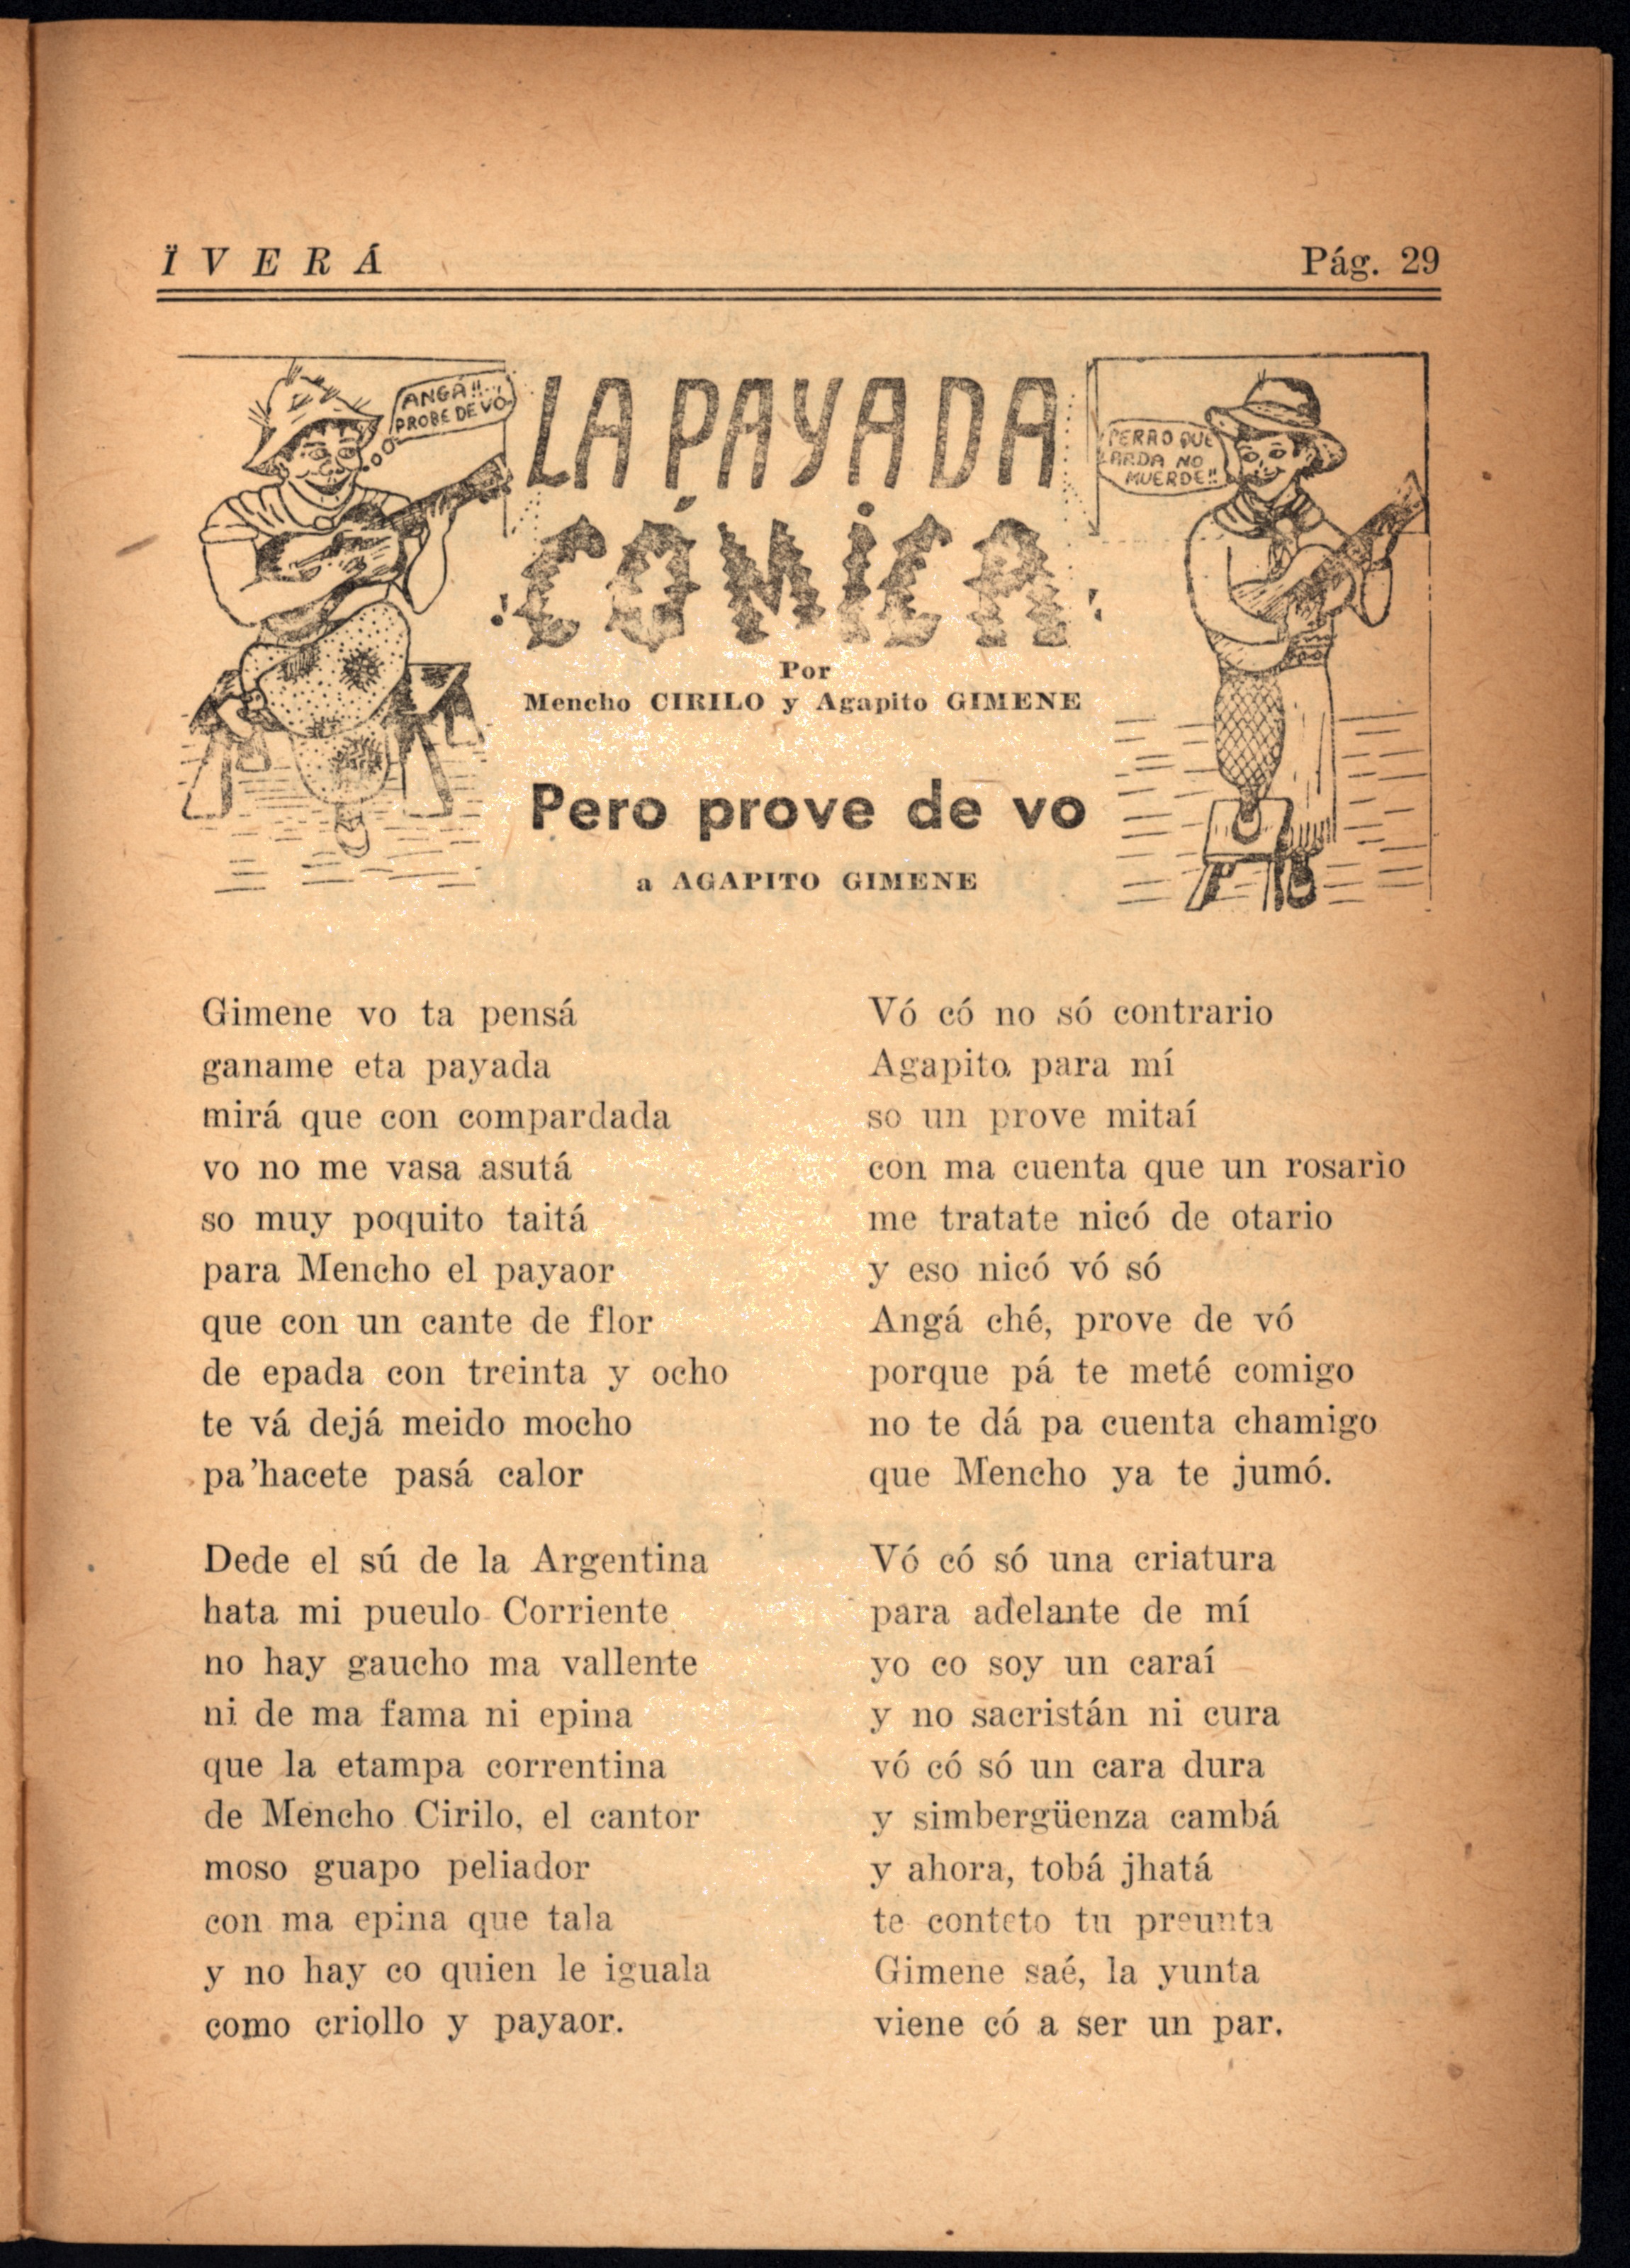 ÏVERÁ
Pág. 29
ANGÁ!!...
PROBE DE VÓ.
LA PAYADA
¡CÓMICA!
PERRO QUE
LARDA NO
MUERDE!!
Por
Mencho CIRILO y Agapito GIMENE
Pero prove de vo
a AGAPITO GIMENE
Gimene vo ta pensá
ganame eta payada
mirá que con compardada
vo no me vasa asutá
so muy poquito taitá
para Mencho el payaor
que con un cante de flor
de epada con treinta y ocho
te vá dejá meido mocho
pa'hacete pasá calor
Dede el sú de la Argentina
hata mi pueulo Corriente
no hay gaucho ma vallente
ni de ma fama ni epina
que la etampa correntina
de Mencho Cirilo, el cantor
moso guapo peliador
con ma epina que tala
y no hay co quien le iguala
como criollo y payaor.
Vó có no só contrario
Agapito para mí
so un prove mitaí
con ma cuenta que un rosario
me tratate nicó de otario
y eso nicó vó só
Angá ché, prove de vó
porque pá te meté comigo
no te dá pa cuenta chamigo
que Mencho ya te jumó.
Vó có só una criatura
para adelante de mí
yo co soy un caraí
y no sacristán ni cura
vó có só un cara dura
y simbergüenza cambá
y ahora, tobá jhatá
te conteto tu preunta
Gimene saé, la yunta
viene có a ser un par.